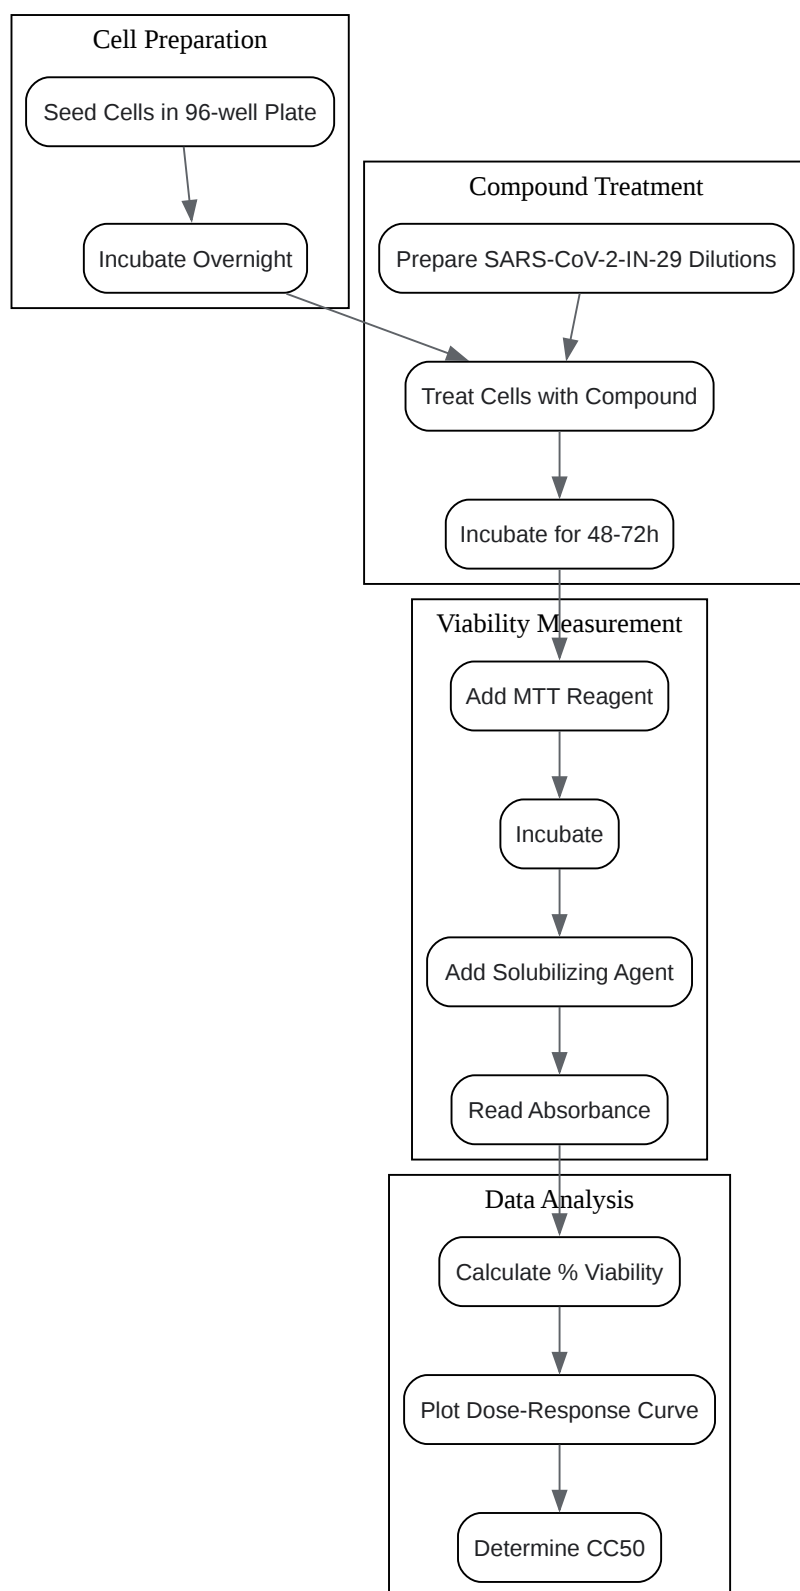 Cell Preparation
Seed Cells in 96-well Plate
Incubate Overnight
Compound Treatment
Prepare SARS-CoV-2-IN-29 Dilutions
Treat Cells with Compound
Incubate for 48-72h
Viability Measurement
Add MTT Reagent
Incubate
Add Solubilizing Agent
Read Absorbance
Data Analysis
Calculate % Viability
Plot Dose-Response Curve
Determine CC50